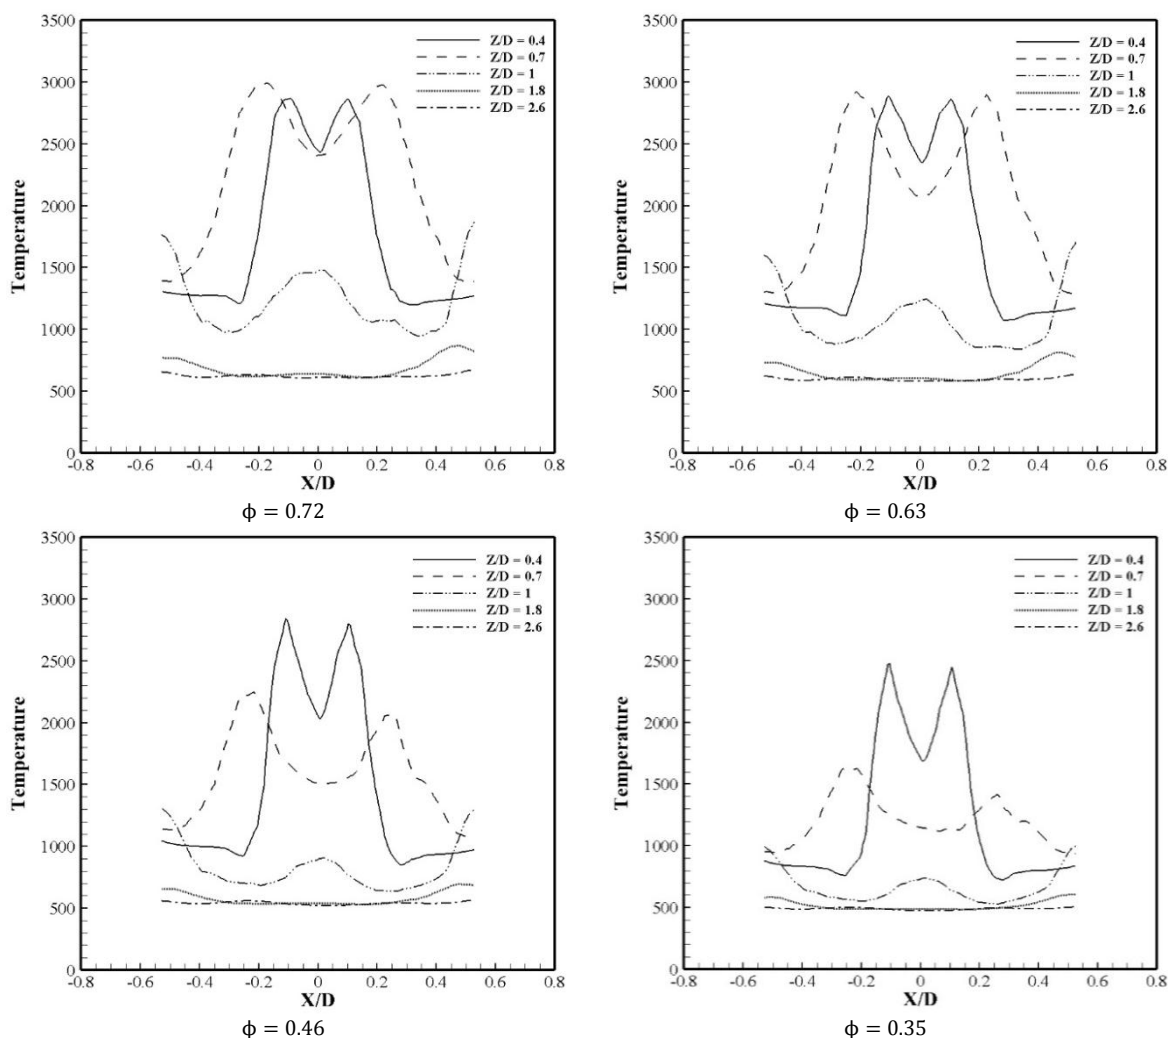 3500
3000
2500
2000
1500
1000
500
0
Temperature
Z/D = 0.4
Z/D = 0.7
Z/D = 1
Z/D = 1.8
Z/D = 2.6
-0.8 -0.6 -0.4 -0.2 0 0.2 0.4 0.6 0.8
X/D
ϕ = 0.72
3500
3000
2500
2000
1500
1000
500
0
Temperature
Z/D = 0.4
Z/D = 0.7
Z/D = 1
Z/D = 1.8
Z/D = 2.6
-0.8 -0.6 -0.4 -0.2 0 0.2 0.4 0.6 0.8
X/D
ϕ = 0.63
3500
3000
2500
2000
1500
1000
500
0
Temperature
Z/D = 0.4
Z/D = 0.7
Z/D = 1
Z/D = 1.8
Z/D = 2.6
-0.8 -0.6 -0.4 -0.2 0 0.2 0.4 0.6 0.8
X/D
ϕ = 0.46
3500
3000
2500
2000
1500
1000
500
0
Temperature
Z/D = 0.4
Z/D = 0.7
Z/D = 1
Z/D = 1.8
Z/D = 2.6
-0.8 -0.6 -0.4 -0.2 0 0.2 0.4 0.6 0.8
X/D
ϕ = 0.35